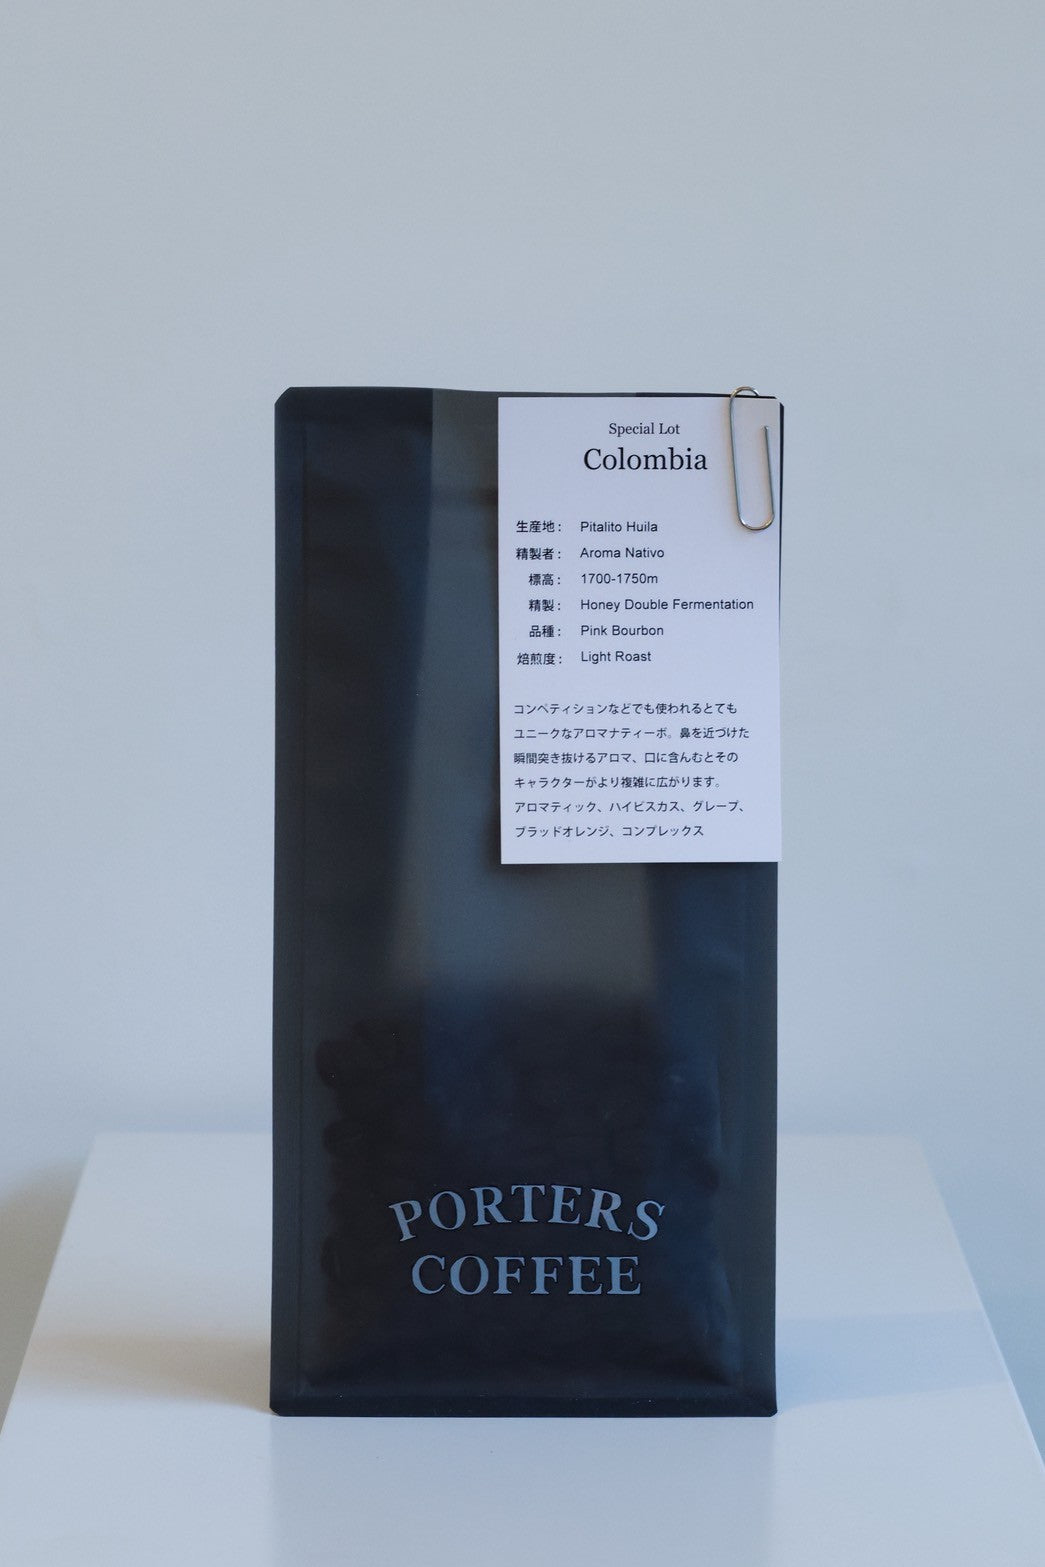 Special Lot
Colombia
生産地： Pitalito Huila
精製者： Aroma Nativo
標高： 1700-1750m
精製： Honey Double Fermentation
品種： Pink Bourbon
焙煎度： Light Roast
コンペティションなどでも使われるとても
ユニークなアロマナティーボ。鼻を近づけた
瞬間突き抜けるアロマ、口に含んむとその
キャラクターがより複雑に広がります。
アロマティック、ハイビスカス、グレープ、
ブラッドオレンジ、コンプレックス
PORTERS
COFFEE